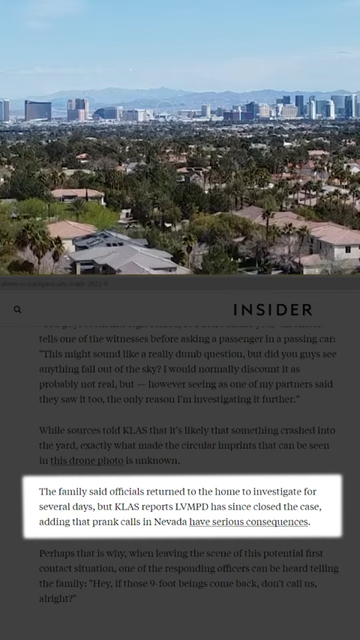 INSIDER
tells one of the witnesses before asking a passenger in a passing car:
"This might sound like a really dumb question, but did you guys see
anything fall out of the sky? I would normally discount it as
probably not real, but — however seeing as one of my partners said
they saw it too, the only reason I'm investigating it further."
While sources told KLAS that it's likely that something crashed into
the yard, exactly what made the circular imprints that can be seen
in this drone photo is unknown.
The family said officials returned to the home to investigate for
several days, but KLAS reports LVMPD has since closed the case,
adding that prank calls in Nevada have serious consequences.
Perhaps that is why, when leaving the scene of this potential first
contact situation, one of the responding officers can be heard telling
the family: "Hey, if those 9-foot beings come back, don't call us,
alright?"